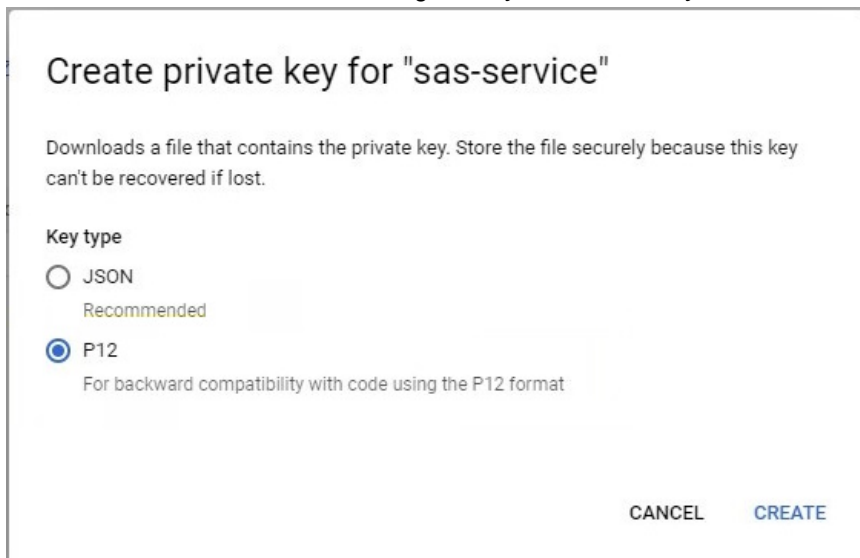 Create private key for "sas-service"
Downloads a file that contains the private key. Store the file securely because this key
can't be recovered if lost.
Key type
JSON
Recommended
P12
For backward compatibility with code using the P12 format
CANCEL CREATE